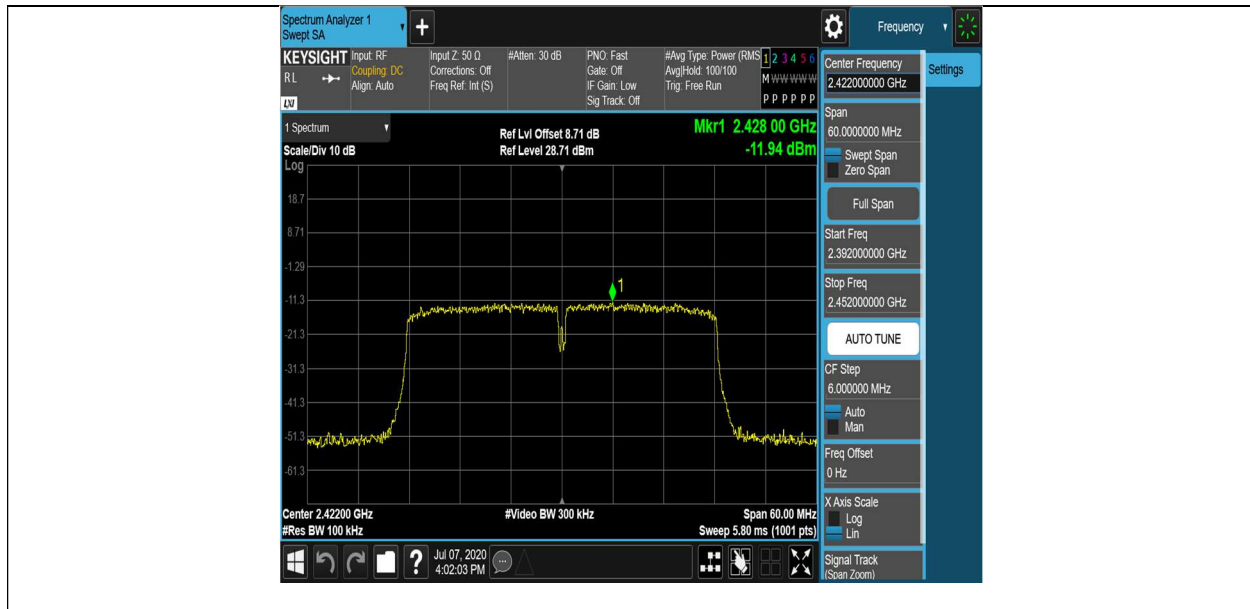 Spectrum Analyzer 1
Swept SA
+
Frequency
KEYSIGHT
R L
LXI
Input: RF
Coupling: DC
Align: Auto
Input Z: 50 Ω
Corrections: Off
Freq Ref: Int (S)
#Atten: 30 dB
PNO: Fast
Gate: Off
IF Gain: Low
Sig Track: Off
#Avg Type: Power (RMS
Avg|Hold: 100/100
Trig: Free Run
1 2 3 4 5 6
M W W W W W
P P P P P P
1 Spectrum
Scale/Div 10 dB
Ref Lvl Offset 8.71 dB
Ref Level 28.71 dBm
Mkr1 2.428 00 GHz
-11.94 dBm
Log
18.7
8.71
-1.29
-11.3
-21.3
-31.3
-41.3
-51.3
-61.3
1
Center 2.42200 GHz
#Res BW 100 kHz
#Video BW 300 kHz
Span 60.00 MHz
Sweep 5.80 ms (1001 pts)
Jul 07, 2020
4:02:03 PM
?
Center Frequency
2.422000000 GHz
Settings
Span
60.0000000 MHz
Swept Span
Zero Span
Full Span
Start Freq
2.392000000 GHz
Stop Freq
2.452000000 GHz
AUTO TUNE
CF Step
6.000000 MHz
Auto
Man
Freq Offset
0 Hz
X Axis Scale
Log
Lin
Signal Track
(Span Zoom)